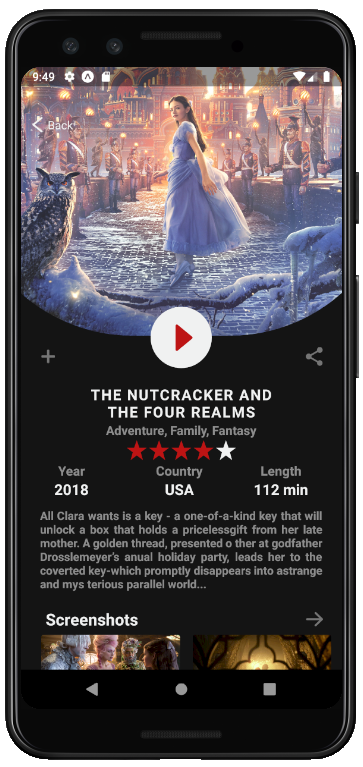 9:49
Back
THE NUTCRACKER AND
THE FOUR REALMS
Adventure, Family, Fantasy
Year Country Length
2018 USA 112 min
All Clara wants is a key - a one-of-a-kind key that will
unlock a box that holds a pricelessgift from her late
mother. A golden thread, presented o ther at godfather
Drosslemeyer's anual holiday party, leads her to the
coverted key-which promptly disappears into astrange
and mys terious parallel world...
Screenshots